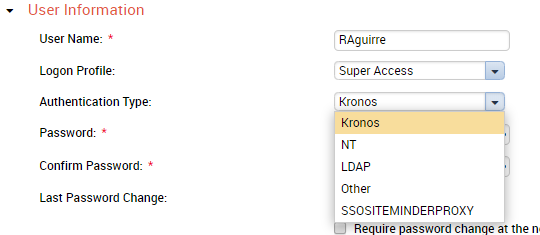 User Information
User Name: * RAguirre
Logon Profile: Super Access
Authentication Type: Kronos
Kronos
Password: *
NT
LDAP
Confirm Password: *
Other
Last Password Change:
SSOSITEMINDERPROXY
Require password change at the